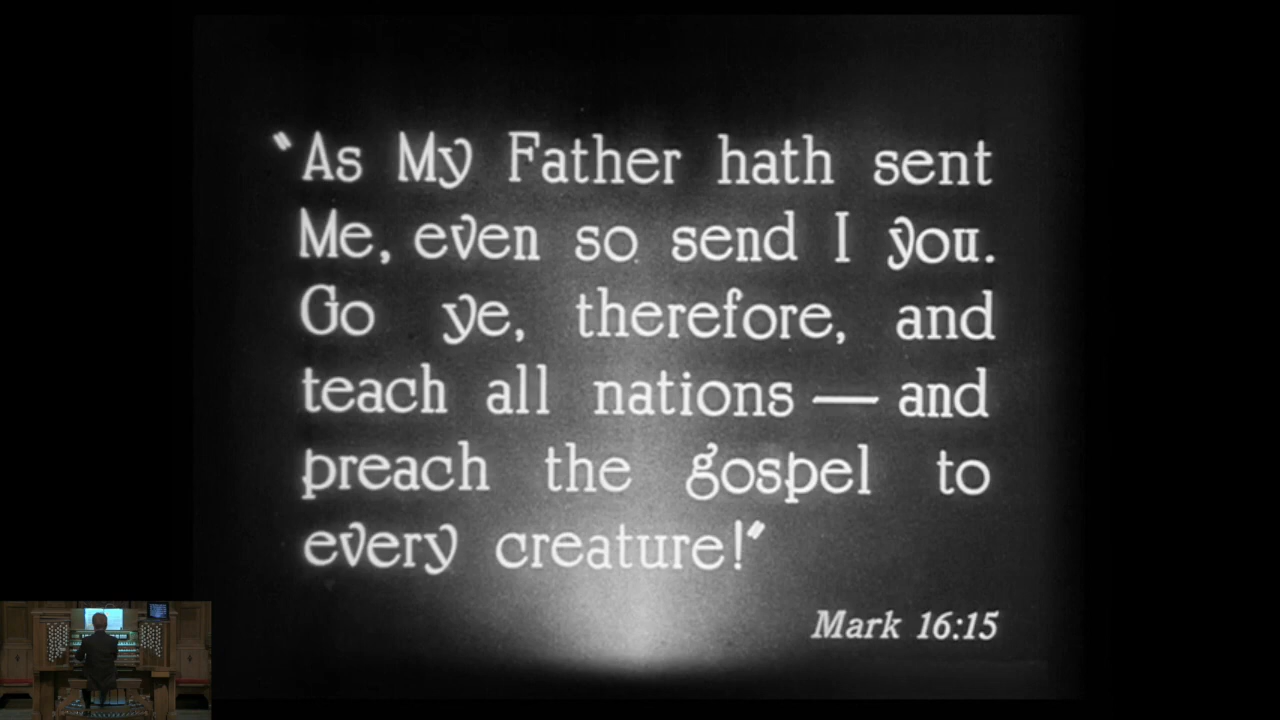 "As My Father hath sent
Me, even so send I you.
Go ye, therefore, and
teach all nations — and
preach the gospel to
every creature!"
Mark 16:15